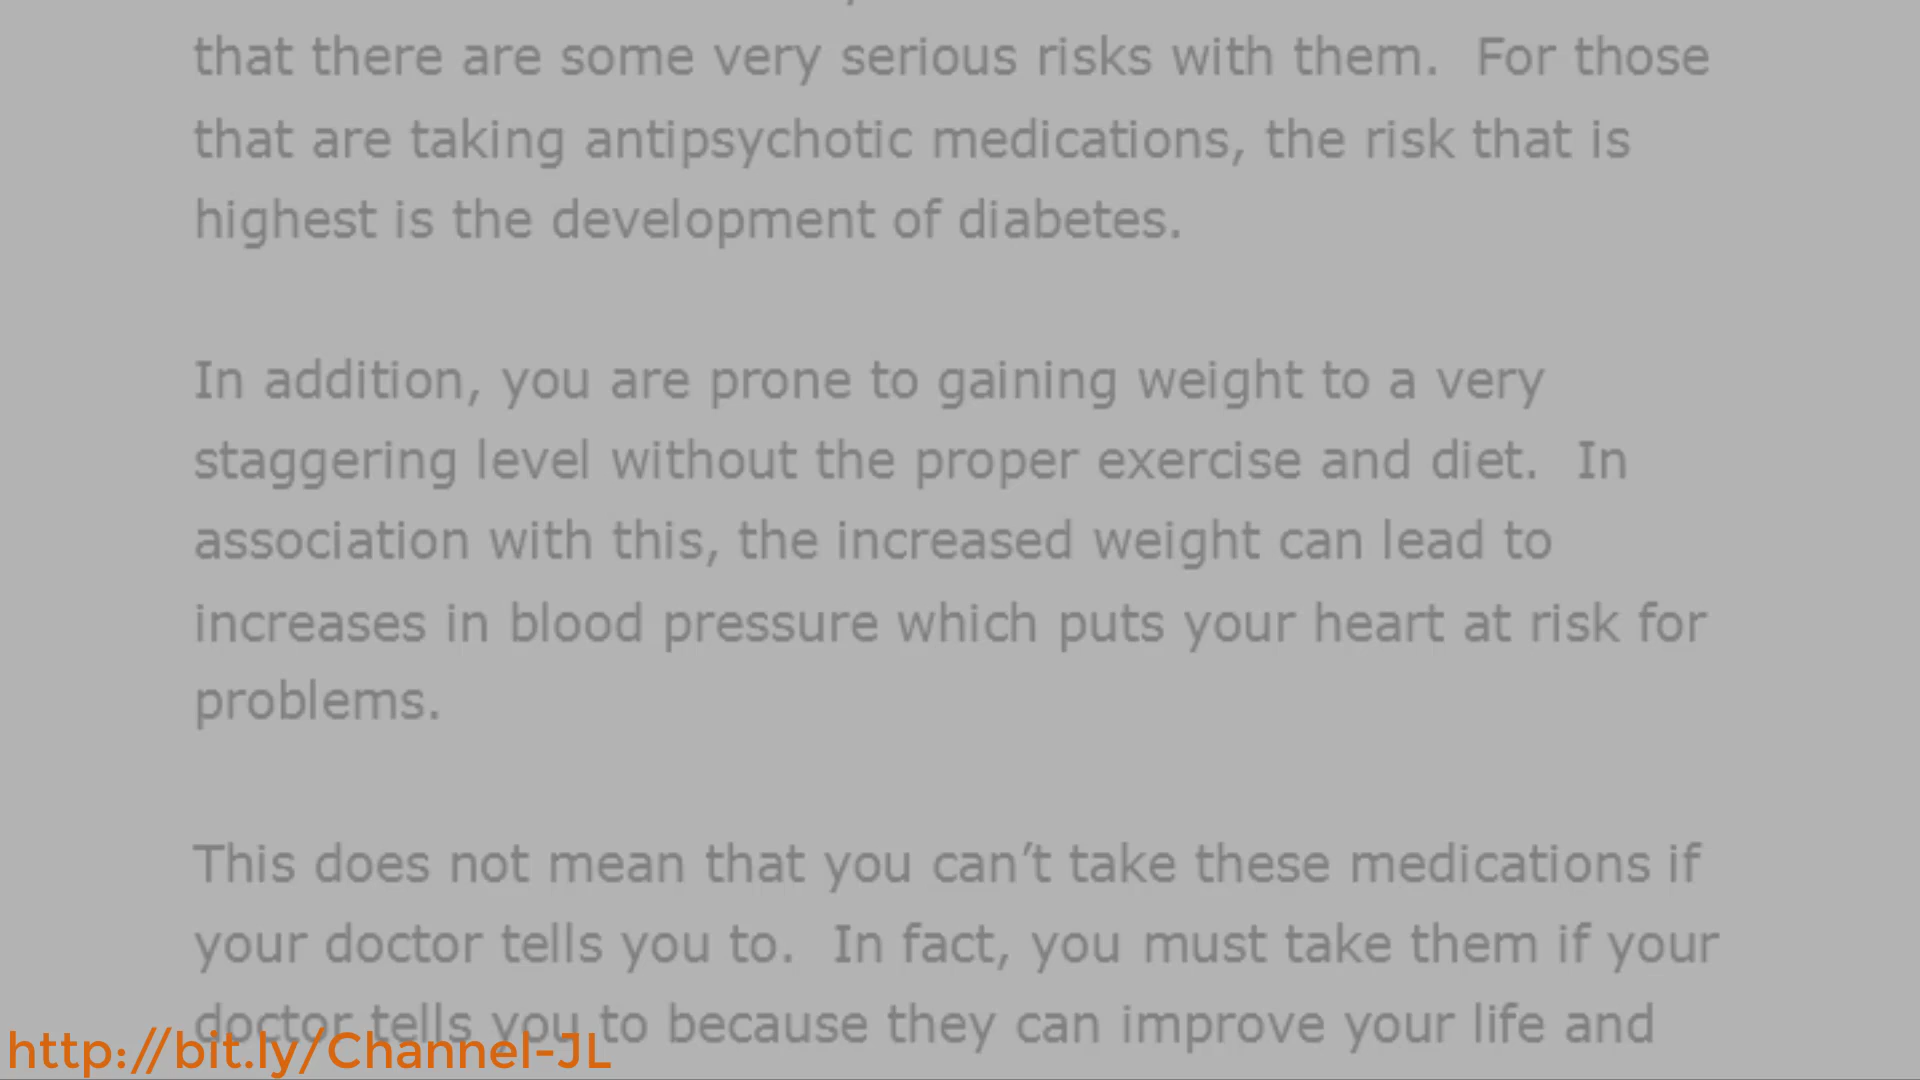 that there are some very serious risks with them.  For those
that are taking antipsychotic medications, the risk that is
highest is the development of diabetes.
In addition, you are prone to gaining weight to a very
staggering level without the proper exercise and diet.  In
association with this, the increased weight can lead to
increases in blood pressure which puts your heart at risk for
problems.
This does not mean that you can’t take these medications if
your doctor tells you to.  In fact, you must take them if your
doctor tells you to because they can improve your life and
http://bit.ly/Channel-JL